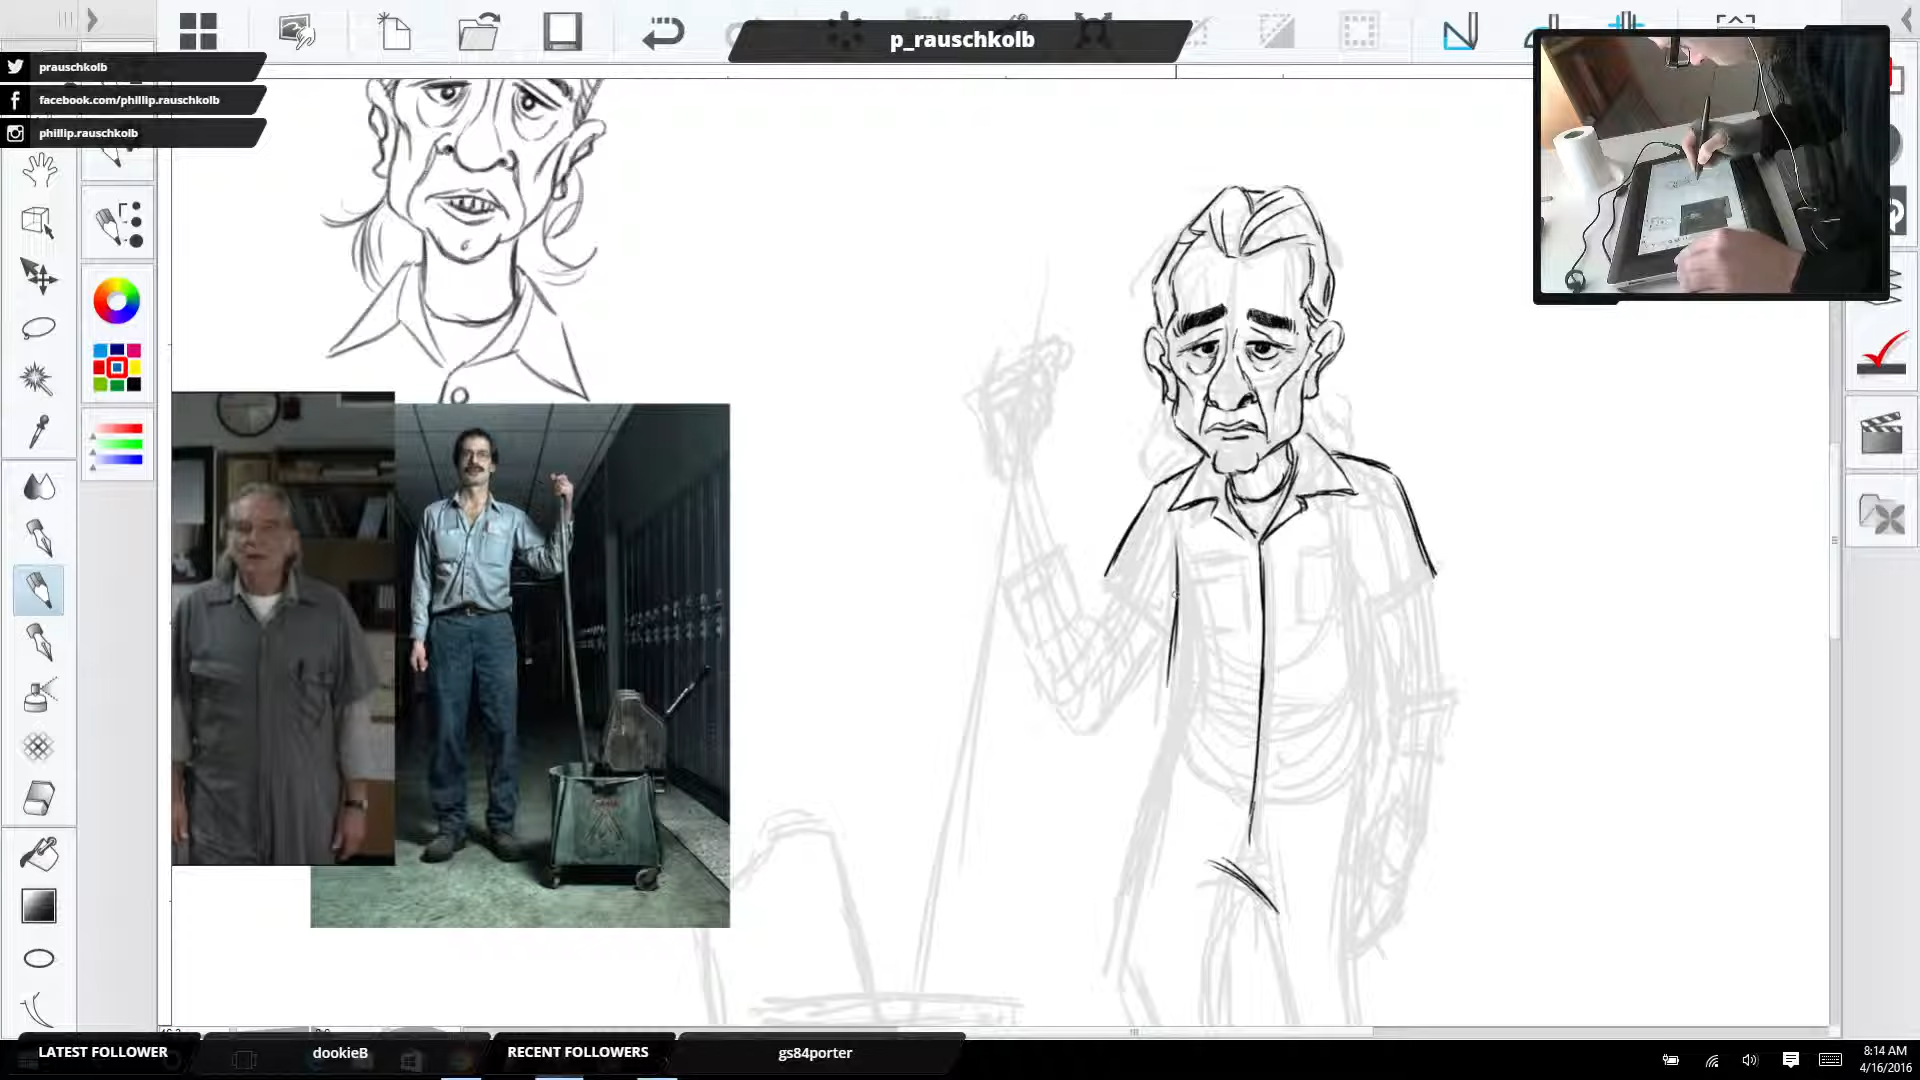 p_rauschkolb
prauschkolb
facebook.com/phillip.rauschkolb
phillip.rauschkolb
LATEST FOLLOWER
dookieB
RECENT FOLLOWERS
gs84porter
8:14 AM
4/16/2016